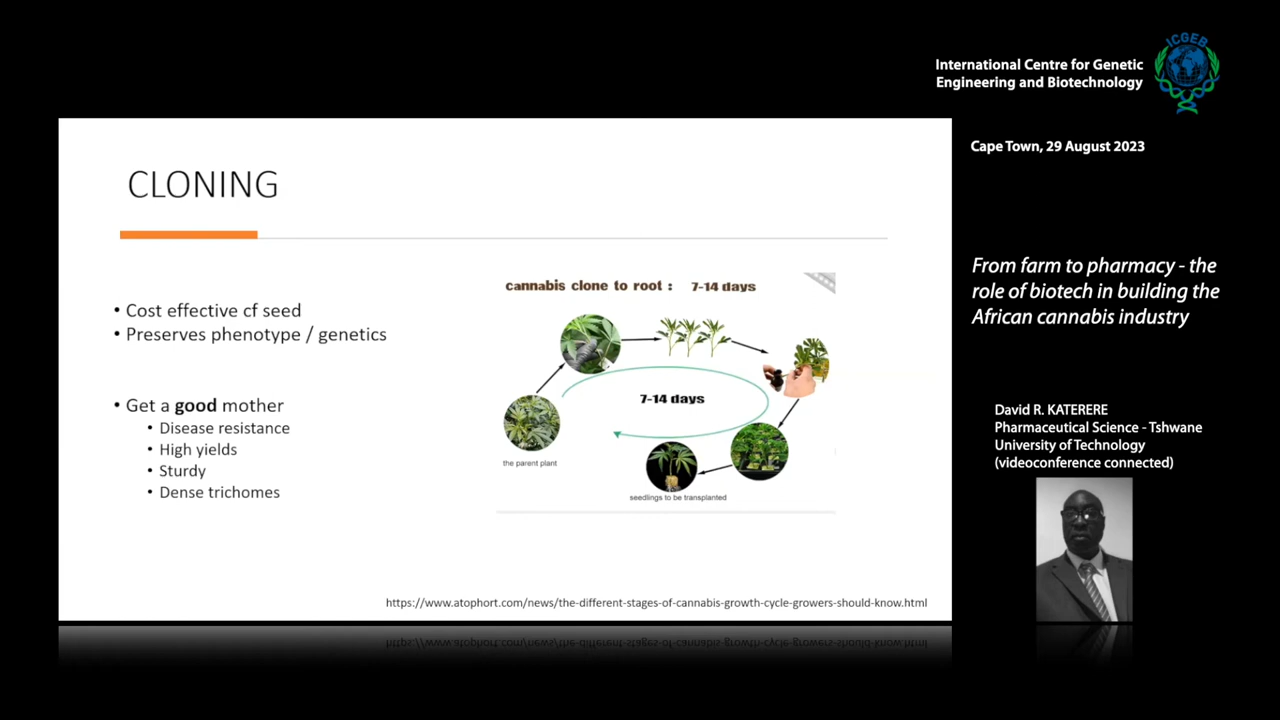 ICGEB
International Centre for Genetic
Engineering and Biotechnology
Cape Town, 29 August 2023
CLONING
• Cost effective cf seed
• Preserves phenotype / genetics
• Get a good mother
• Disease resistance
• High yields
• Sturdy
• Dense trichomes
cannabis clone to root : 7-14 days
7-14 days
the parent plant
seedlings to be transplanted
https://www.atophort.com/news/the-different-stages-of-cannabis-growth-cycle-growers-should-know.html
From farm to pharmacy - the
role of biotech in building the
African cannabis industry
David R. KATERERE
Pharmaceutical Science - Tshwane
University of Technology
(videoconference connected)